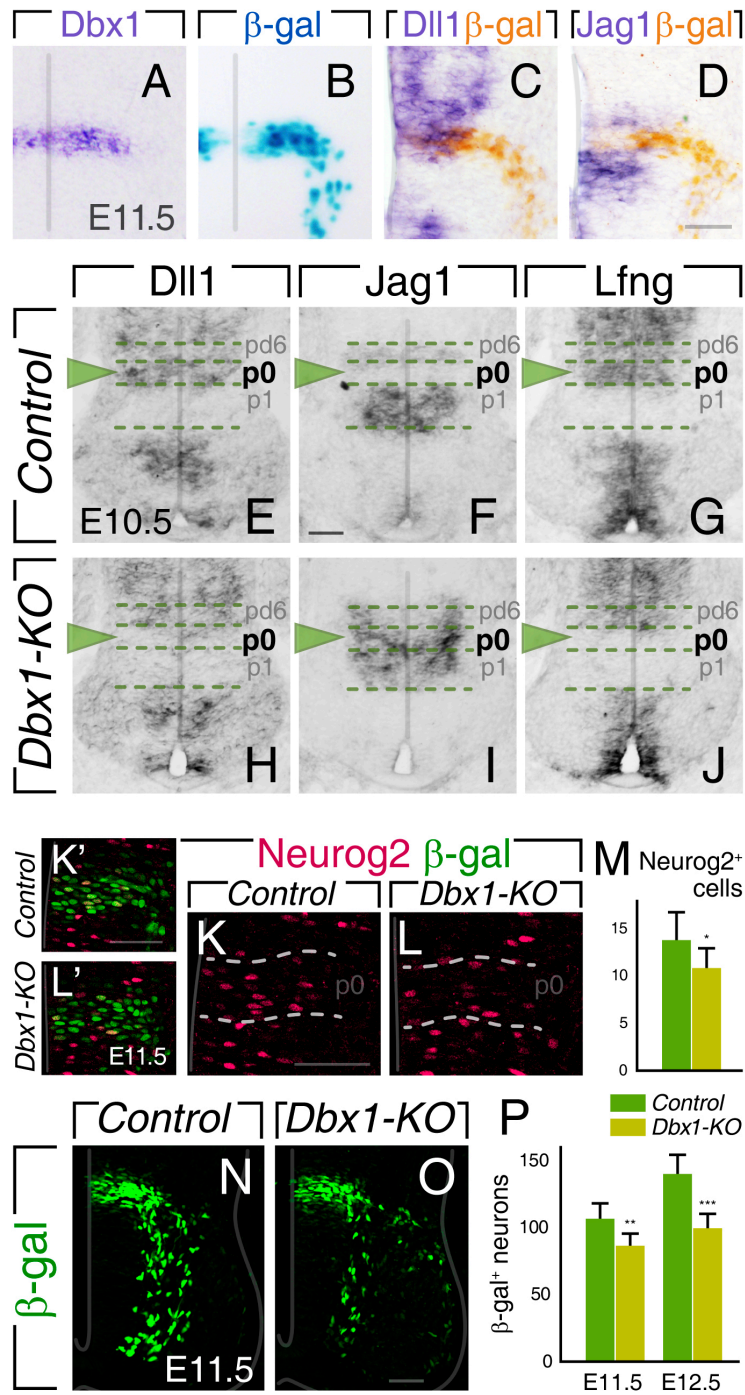 Dbx1 β-gal Dll1 β-gal Jag1 β-gal
A B C D
E11.5
Dll1 Jag1 Lfng
Control
pd6 pd6 pd6
p0 p0 p0
p1 p1 p1
E10.5 E F G
Dbx1-KO
pd6 pd6 pd6
p0 p0 p0
p1 p1 p1
H I J
K’
Control
L’
Dbx1-KO
E11.5
Neurog2 β-gal
Control Dbx1-KO
K L
p0 p0
M Neurog2+
cells
15
10
5
0
*
Control
Dbx1-KO
Control Dbx1-KO
β-gal
N O
E11.5
P
β-gal+ neurons
150
100
50
0
** ***
E11.5 E12.5